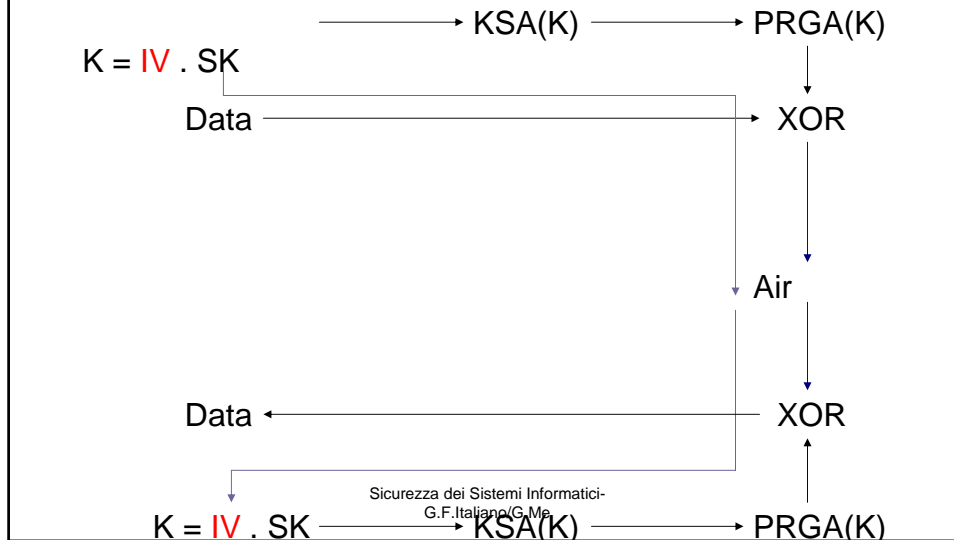 KSA(K) PRGA(K)
K = IV . SK
Data XOR
Air
Data XOR
Sicurezza dei Sistemi Informatici-
G.F.Italiano/G.Me
K = IV . SK KSA(K) PRGA(K)